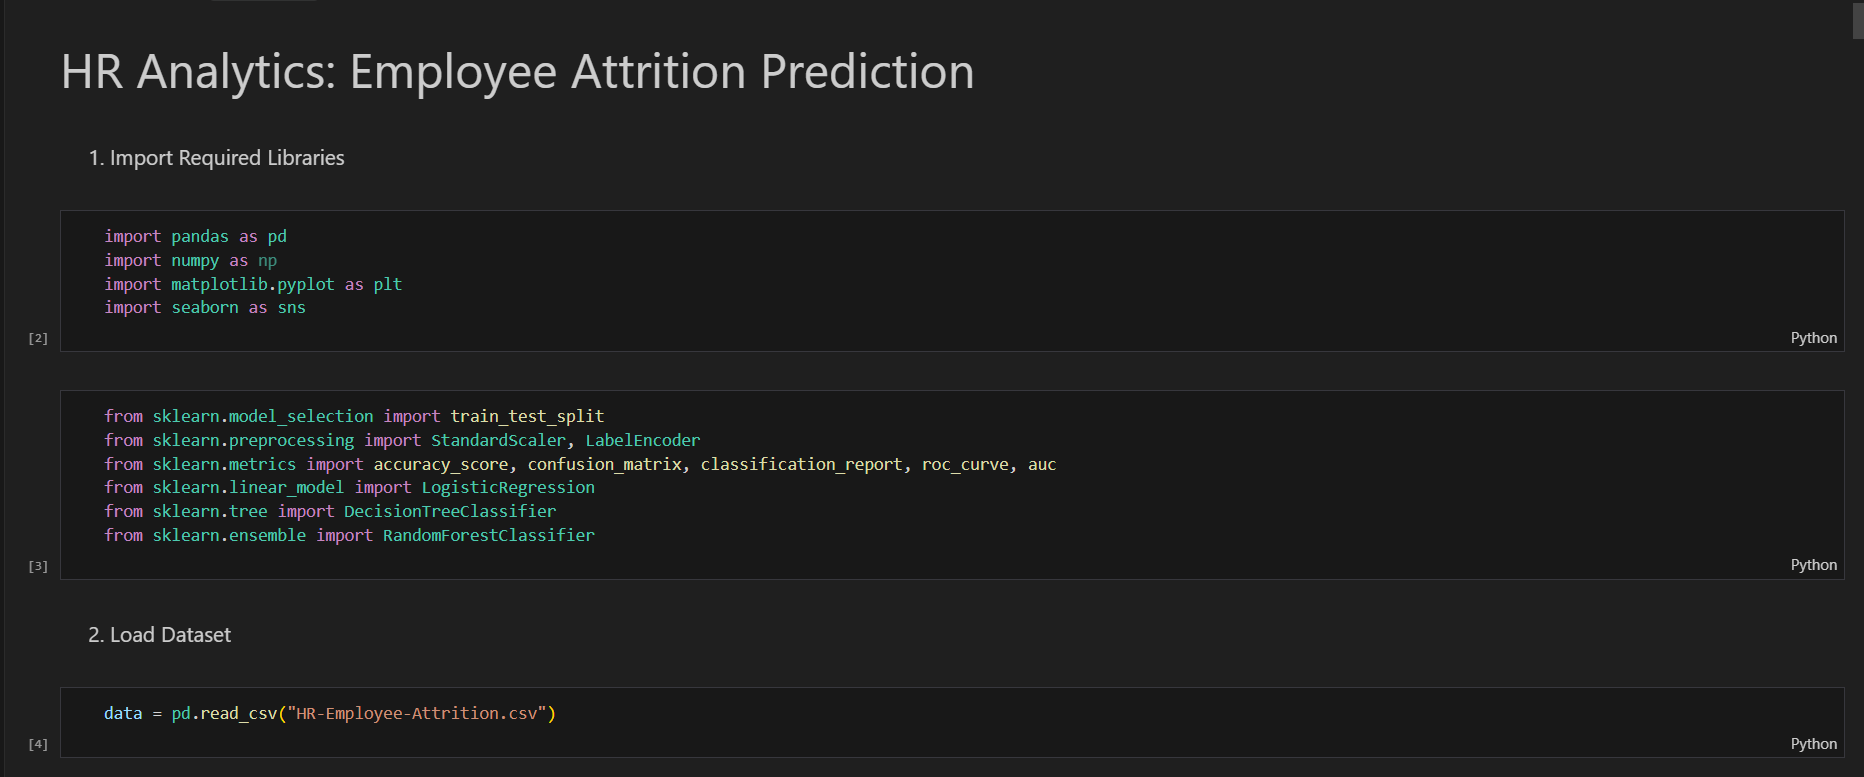 HR Analytics: Employee Attrition Prediction
1. Import Required Libraries
import pandas as pd
import numpy as np
import matplotlib.pyplot as plt
import seaborn as sns
[2]
Python
from sklearn.model_selection import train_test_split
from sklearn.preprocessing import StandardScaler, LabelEncoder
from sklearn.metrics import accuracy_score, confusion_matrix, classification_report, roc_curve, auc
from sklearn.linear_model import LogisticRegression
from sklearn.tree import DecisionTreeClassifier
from sklearn.ensemble import RandomForestClassifier
[3]
Python
2. Load Dataset
data = pd.read_csv("HR-Employee-Attrition.csv")
[4]
Python